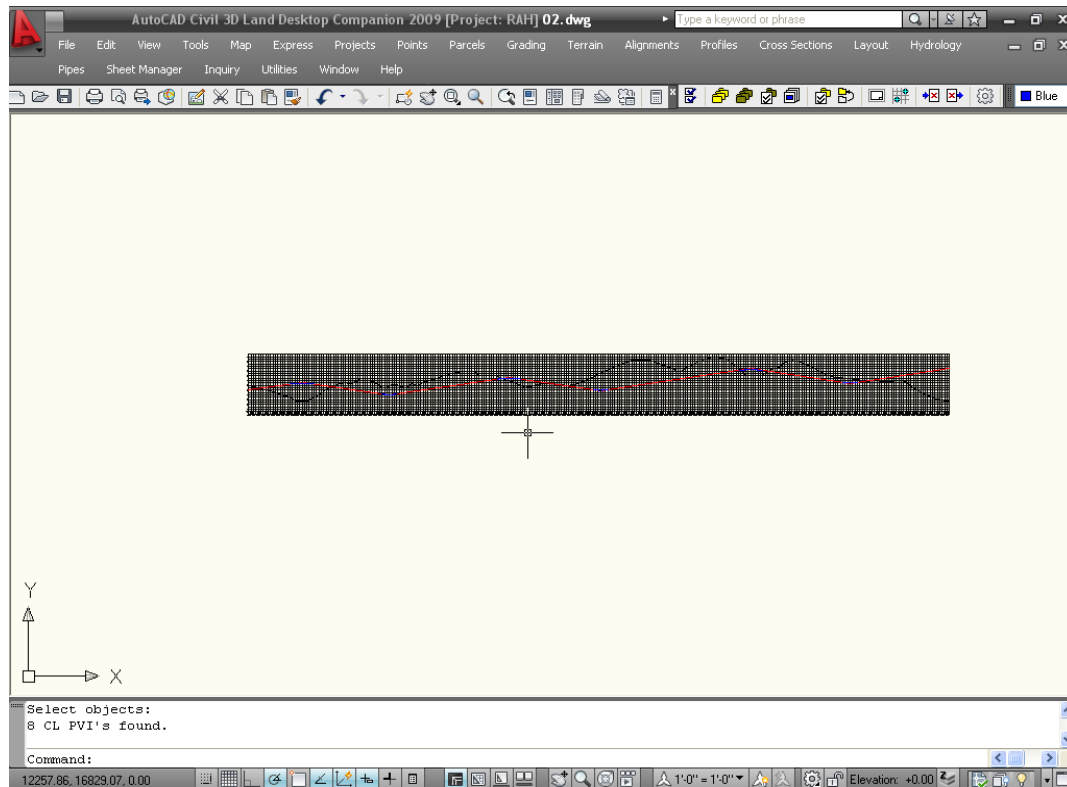 AutoCAD Civil 3D Land Desktop Companion 2009 [Project: RAH] 02.dwg Type a keyword or phrase
File Edit View Tools Map Express Projects Points Parcels Grading Terrain Alignments Profiles Cross Sections Layout Hydrology
Pipes Sheet Manager Inquiry Utilities Window Help
Blue
Y
X
Select objects:
8 CL PVI's found.
Command:
12257.86, 16829.07, 0.00 1'-0" = 1'-0" Elevation: +0.00